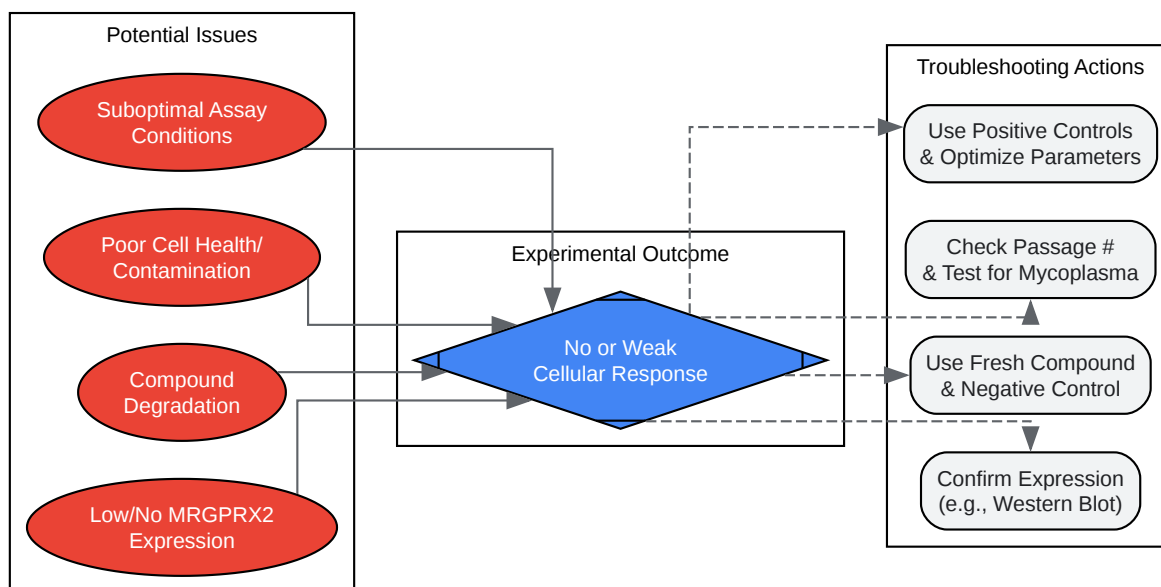 Potential Issues
Suboptimal Assay
Conditions
Poor Cell Health/
Contamination
Compound
Degradation
Low/No MRGPRX2
Expression
Experimental Outcome
No or Weak
Cellular Response
Troubleshooting Actions
Use Positive Controls
& Optimize Parameters
Check Passage #
& Test for Mycoplasma
Use Fresh Compound
& Negative Control
Confirm Expression
(e.g., Western Blot)